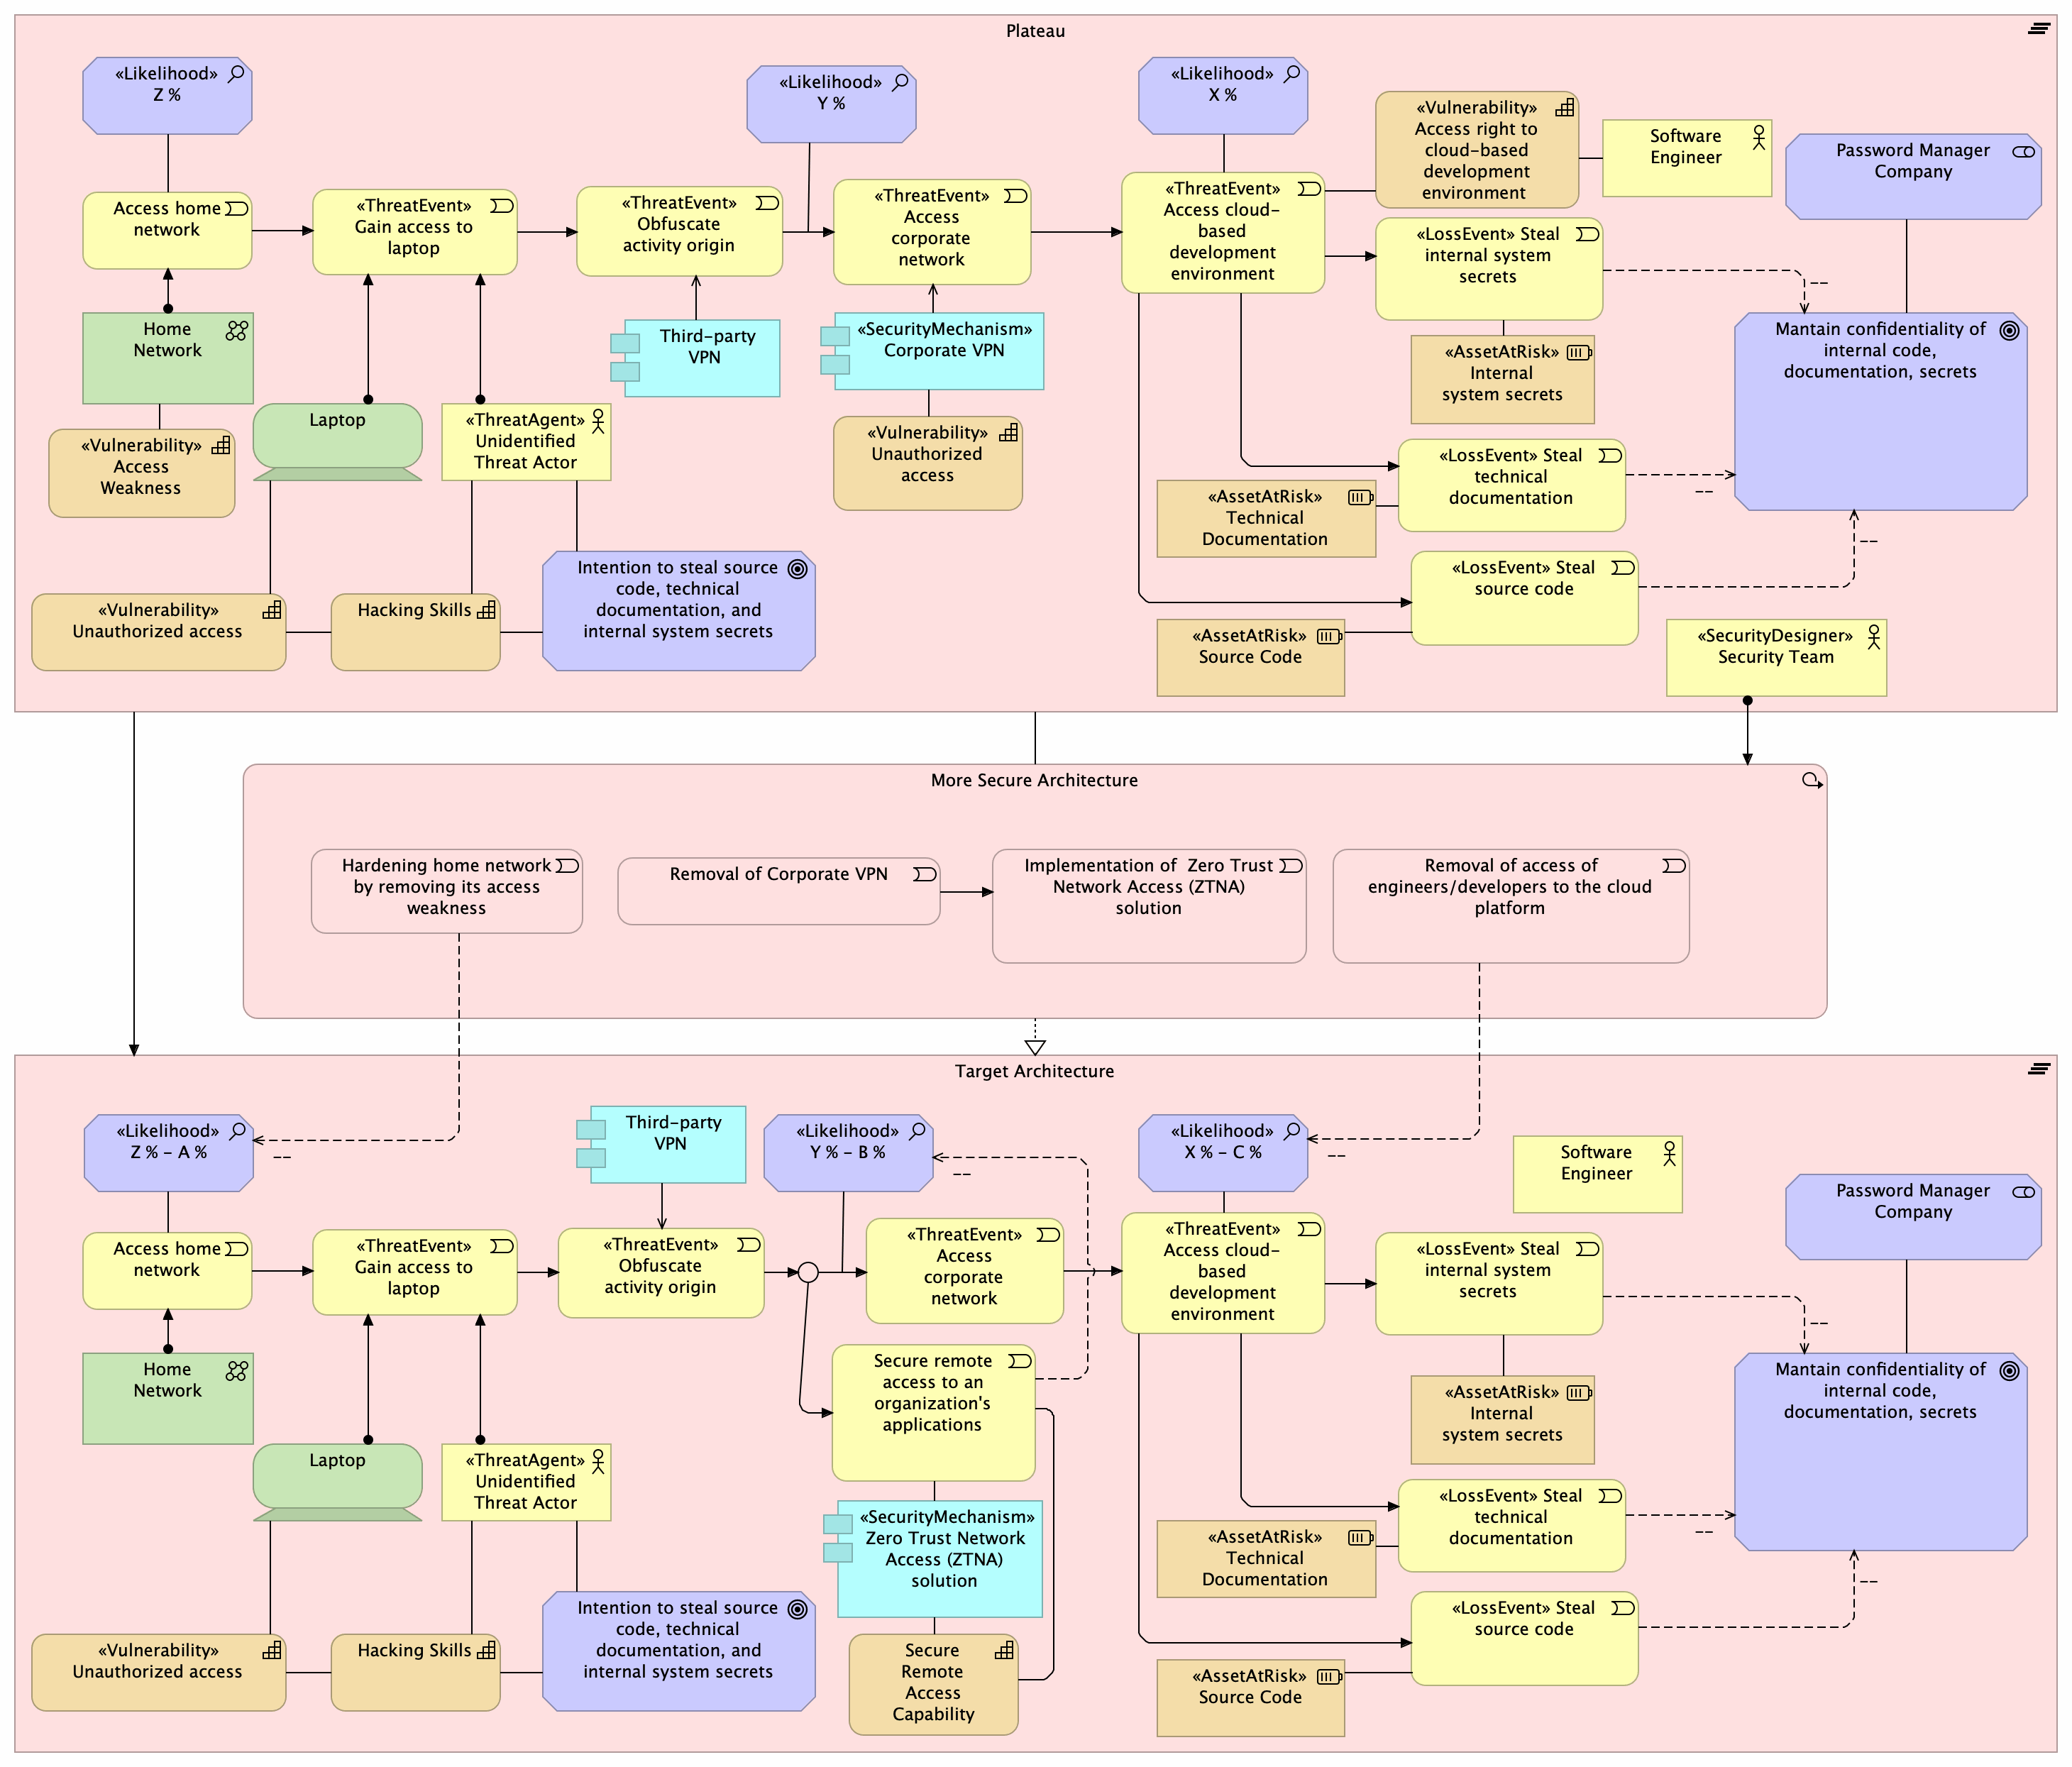 Plateau
«Likelihood»
Z %
«Likelihood»
Y %
«Likelihood»
X %
«Vulnerability»
Access right to
cloud-based
development
environment
Software
Engineer
Password Manager
Company
Access home
network
«ThreatEvent»
Gain access to
laptop
«ThreatEvent»
Obfuscate
activity origin
«ThreatEvent»
Access
corporate
network
«ThreatEvent»
Access cloud-
based
development
environment
«LossEvent» Steal
internal system
secrets
--
Home
Network
Third-party
VPN
«SecurityMechanism»
Corporate VPN
«AssetAtRisk»
Internal
system secrets
Mantain confidentiality of
internal code,
documentation, secrets
«Vulnerability»
Access
Weakness
Laptop
«ThreatAgent»
Unidentified
Threat Actor
«Vulnerability»
Unauthorized
access
«LossEvent» Steal
technical
documentation
--
«AssetAtRisk»
Technical
Documentation
--
«Vulnerability»
Unauthorized access
Hacking Skills
Intention to steal source
code, technical
documentation, and
internal system secrets
«LossEvent» Steal
source code
«AssetAtRisk»
Source Code
«SecurityDesigner»
Security Team
More Secure Architecture
Hardening home network
by removing its access
weakness
Removal of Corporate VPN
Implementation of  Zero Trust
Network Access (ZTNA)
solution
Removal of access of
engineers/developers to the cloud
platform
Target Architecture
«Likelihood»
Z % - A %
--
Third-party
VPN
«Likelihood»
Y % - B %
--
«Likelihood»
X % - C %
--
Software
Engineer
Password Manager
Company
Access home
network
«ThreatEvent»
Gain access to
laptop
«ThreatEvent»
Obfuscate
activity origin
«ThreatEvent»
Access
corporate
network
«ThreatEvent»
Access cloud-
based
development
environment
«LossEvent» Steal
internal system
secrets
--
Home
Network
Secure remote
access to an
organization's
applications
«AssetAtRisk»
Internal
system secrets
Mantain confidentiality of
internal code,
documentation, secrets
Laptop
«ThreatAgent»
Unidentified
Threat Actor
«SecurityMechanism»
Zero Trust Network
Access (ZTNA)
solution
«LossEvent» Steal
technical
documentation
--
«AssetAtRisk»
Technical
Documentation
--
«Vulnerability»
Unauthorized access
Hacking Skills
Intention to steal source
code, technical
documentation, and
internal system secrets
Secure
Remote
Access
Capability
«LossEvent» Steal
source code
«AssetAtRisk»
Source Code